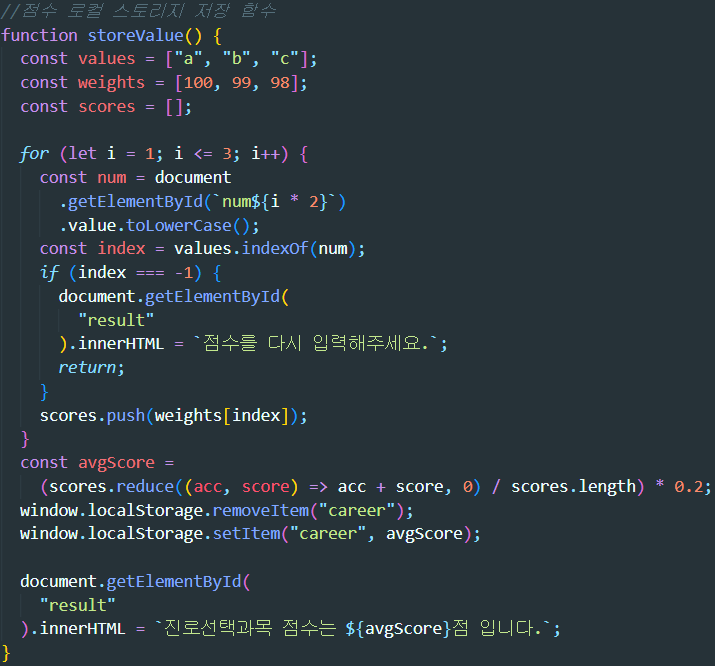 //점수 로컬 스토리지 저장 함수
function storeValue() {
  const values = ["a", "b", "c"];
  const weights = [100, 99, 98];
  const scores = [];

  for (let i = 1; i <= 3; i++) {
    const num = document
      .getElementById(`num${i * 2}`)
      .value.toLowerCase();
    const index = values.indexOf(num);
    if (index === -1) {
      document.getElementById(
        "result"
      ).innerHTML = `점수를 다시 입력해주세요.`;
      return;
    }
    scores.push(weights[index]);
  }
  const avgScore =
    (scores.reduce((acc, score) => acc + score, 0) / scores.length) * 0.2;
  window.localStorage.removeItem("career");
  window.localStorage.setItem("career", avgScore);

  document.getElementById(
    "result"
  ).innerHTML = `진로선택과목 점수는 ${avgScore}점 입니다.`;
}